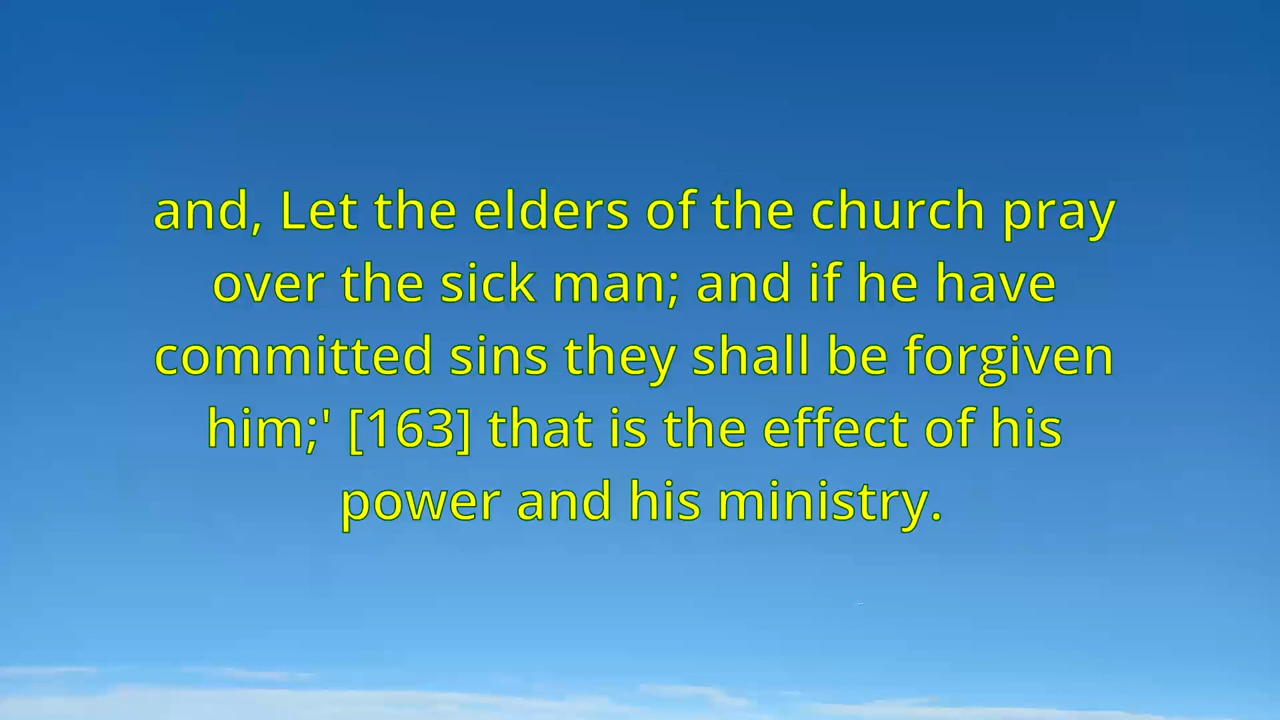 and, Let the elders of the church pray
over the sick man; and if he have
committed sins they shall be forgiven
him;' [163] that is the effect of his
power and his ministry.